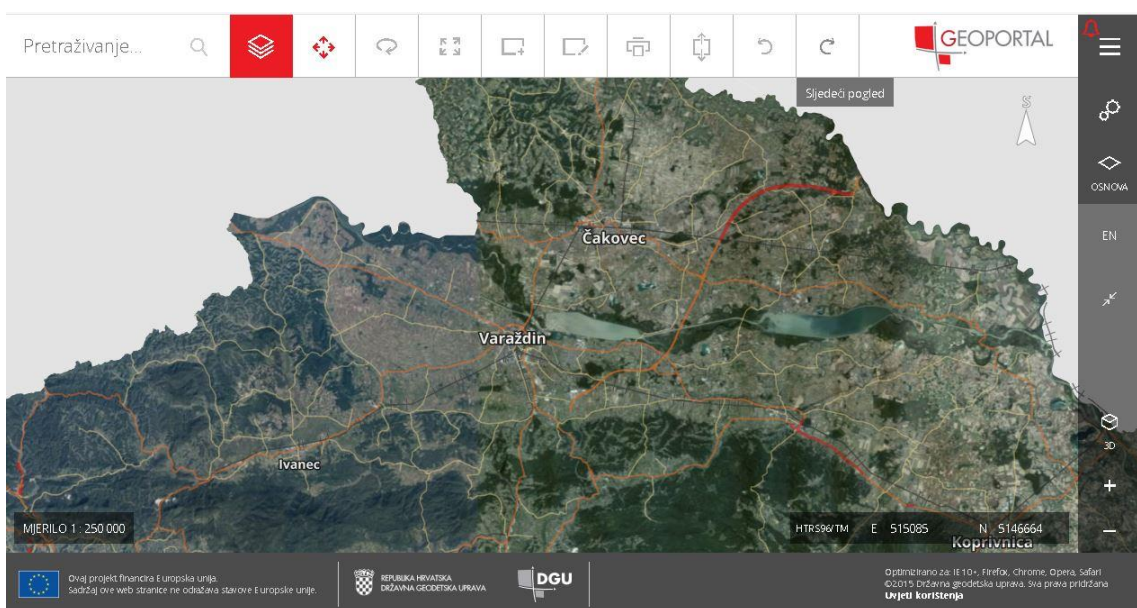 Pretraživanje...
GEOPORTAL
Sljedeći pogled
S
OSNOVA
EN
Čakovec
Varaždin
Ivanec
3D
MJERILO 1 : 250 000
HTRS96/TM E 515085 N 5146664
Koprivnica
Ovaj projekt financira Europska unija.
Sadržaj ove web stranice ne odražava stavove Europske unije.
REPUBLIKA HRVATSKA
DRŽAVNA GEODETSKA UPRAVA
DGU
Optimizirano za: IE10+, Firefox, Chrome, Opera, Safari
©2015 Državna geodetska uprava. Sva prava pridržana
Uvjeti korištenja